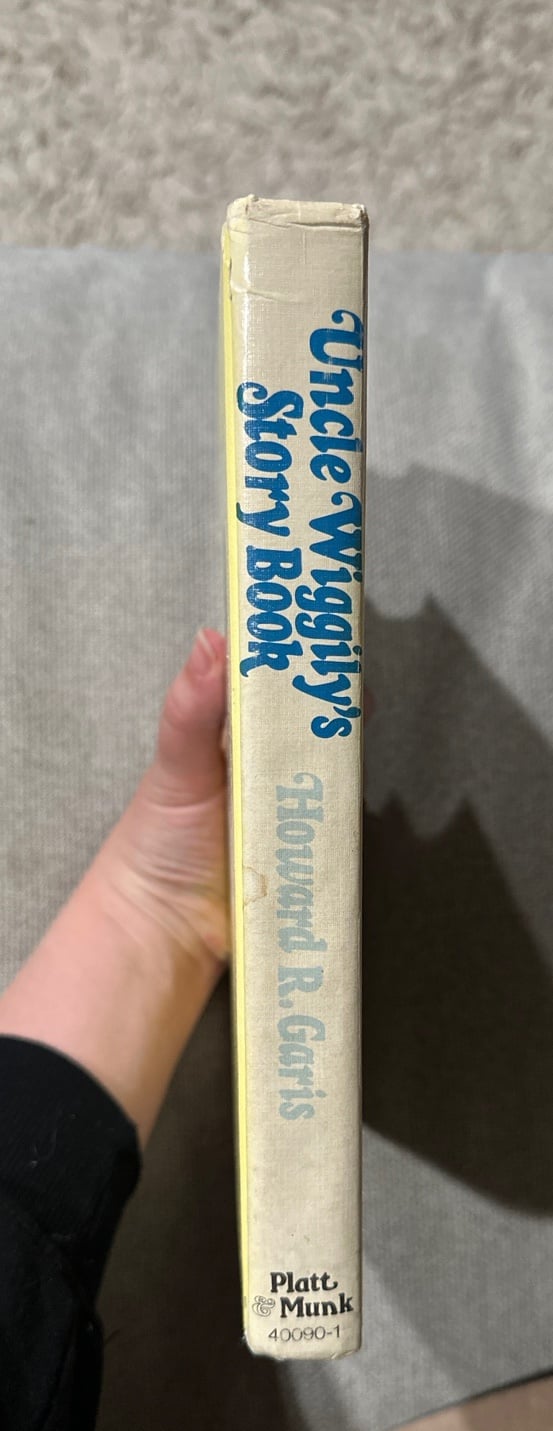 Uncle Wiggily's
Story Book
Howard R. Garis
Platt
& Munk
40090-1